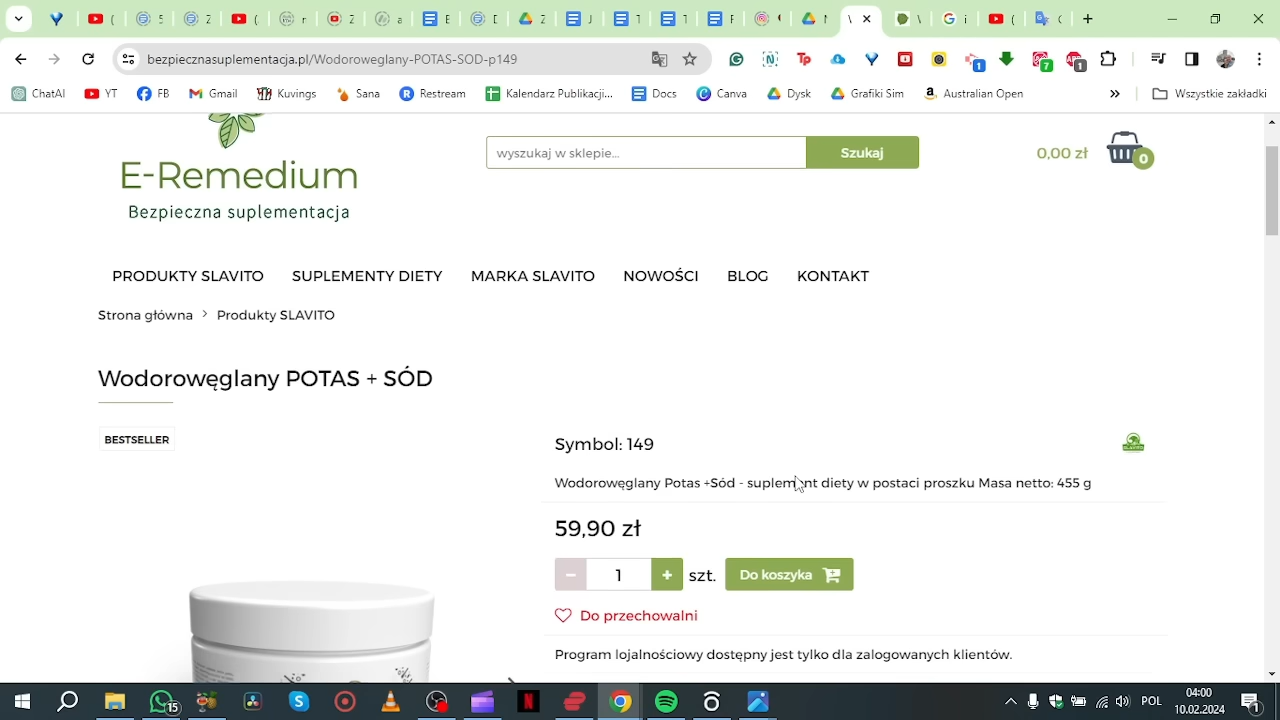 bezpiecznasuplementacja.pl/Wodoroweglany-POTAS-SOD-p149
ChatAI YT FB Gmail Kuvings Sana Restream Kalendarz Publikacji... Docs Canva Dysk Grafiki Sim Australian Open » Wszystkie zakładki
E-Remedium
Bezpieczna suplementacja
wyszukaj w sklepie... Szukaj 0,00 zł 0
PRODUKTY SLAVITO SUPLEMENTY DIETY MARKA SLAVITO NOWOŚCI BLOG KONTAKT
Strona główna > Produkty SLAVITO
Wodorowęglany POTAS + SÓD
BESTSELLER
Symbol: 149
SLAVITO
Wodorowęglany Potas +Sód - suplement diety w postaci proszku Masa netto: 455 g
59,90 zł
− 1 + szt. Do koszyka
Do przechowalni
Program lojalnościowy dostępny jest tylko dla zalogowanych klientów.
15 POL 04:00
10.02.2024 1